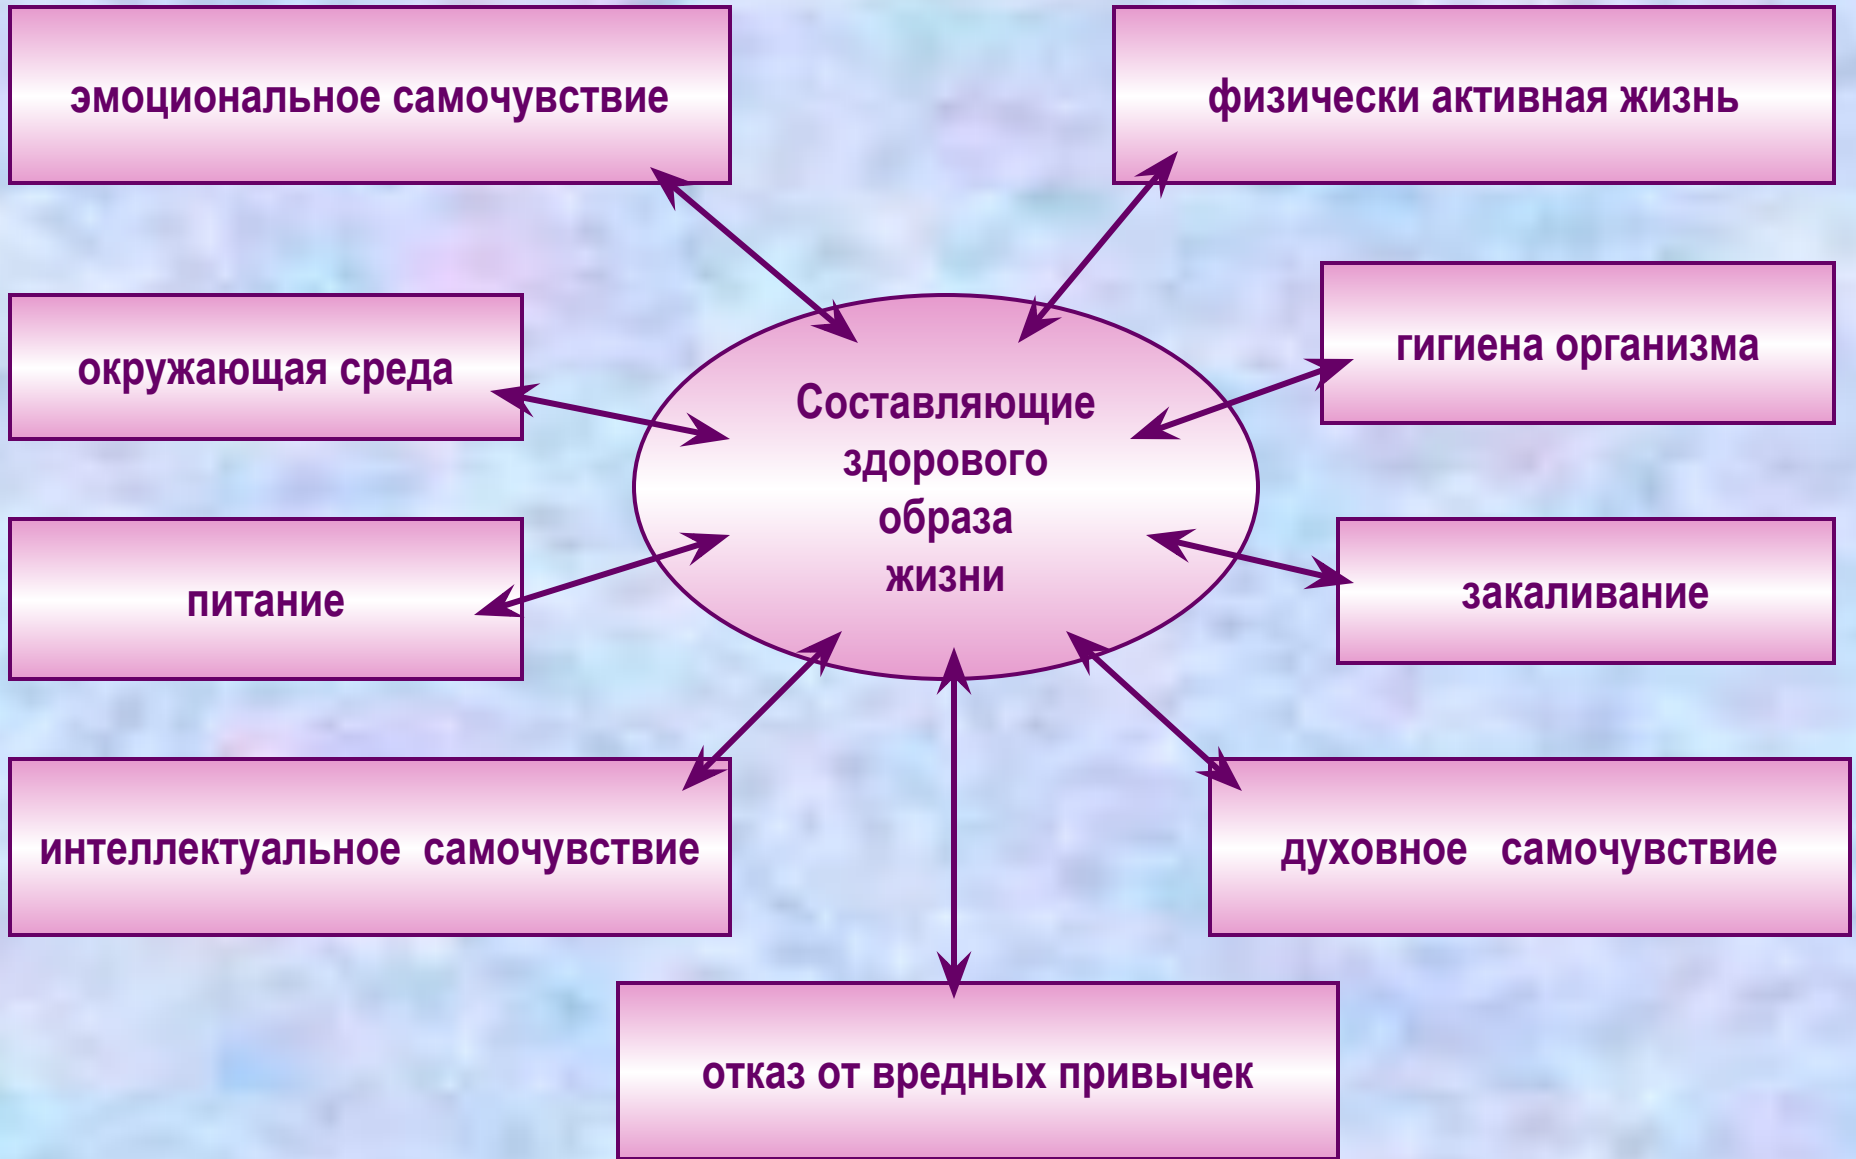 эмоциональное самочувствие
физически активная жизнь
окружающая среда
гигиена организма
Составляющие
здорового
образа
жизни
питание
закаливание
интеллектуальное самочувствие
духовное самочувствие
отказ от вредных привычек